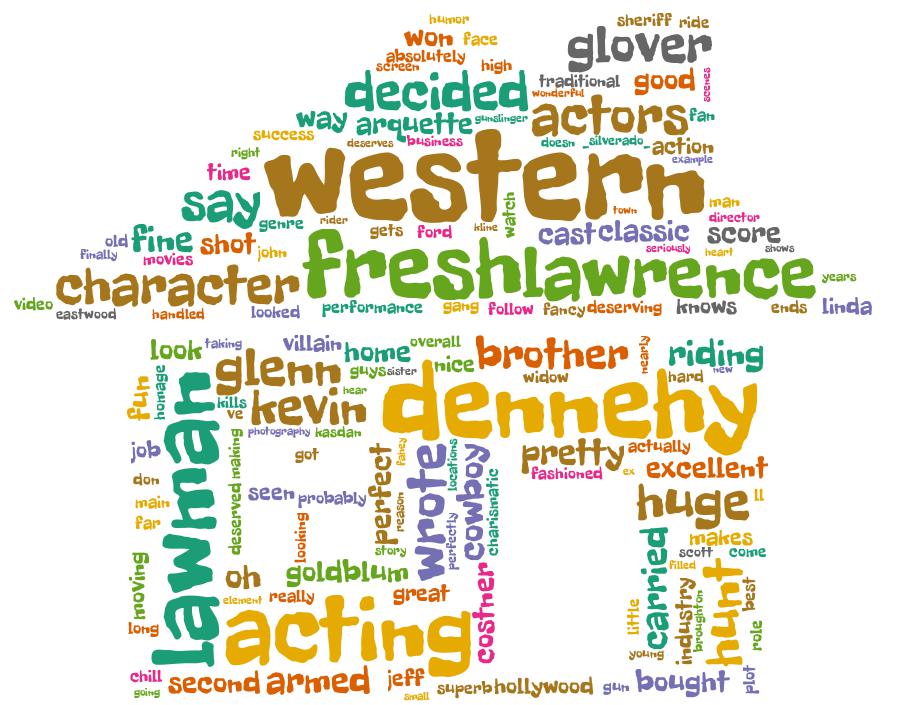 humor
sheriff ride
won face
glover
absolutely
screen high
decided
traditional good scenes
wonderful
way arquette gunslinger actors fan
success deserves business doesn _silverado_ action
right western example
time
say watch man
genre rider gets ford kline town director
old fine shot john cast classic score
finally movies seriously heart shows
character fresh lawrence years
video eastwood handled looked performance gang follow fancy deserving knows ends linda
look taking villain home overall brother nearly riding
glenn guys sister nice widow hard new
fun homage lawman kills ve kevin hear dennehy
photography kasdan
job deserved making got perfect fahey wrote locations cowboy pretty actually
fashioned ex excellent
don seen probably reason charismatic huge ll
main far looking story perfectly makes
scott come
moving oh goldblum carried filled
element really great costner little industry broughton hunt best
long acting young role
chill second armed jeff superb hollywood gun bought plot
going small